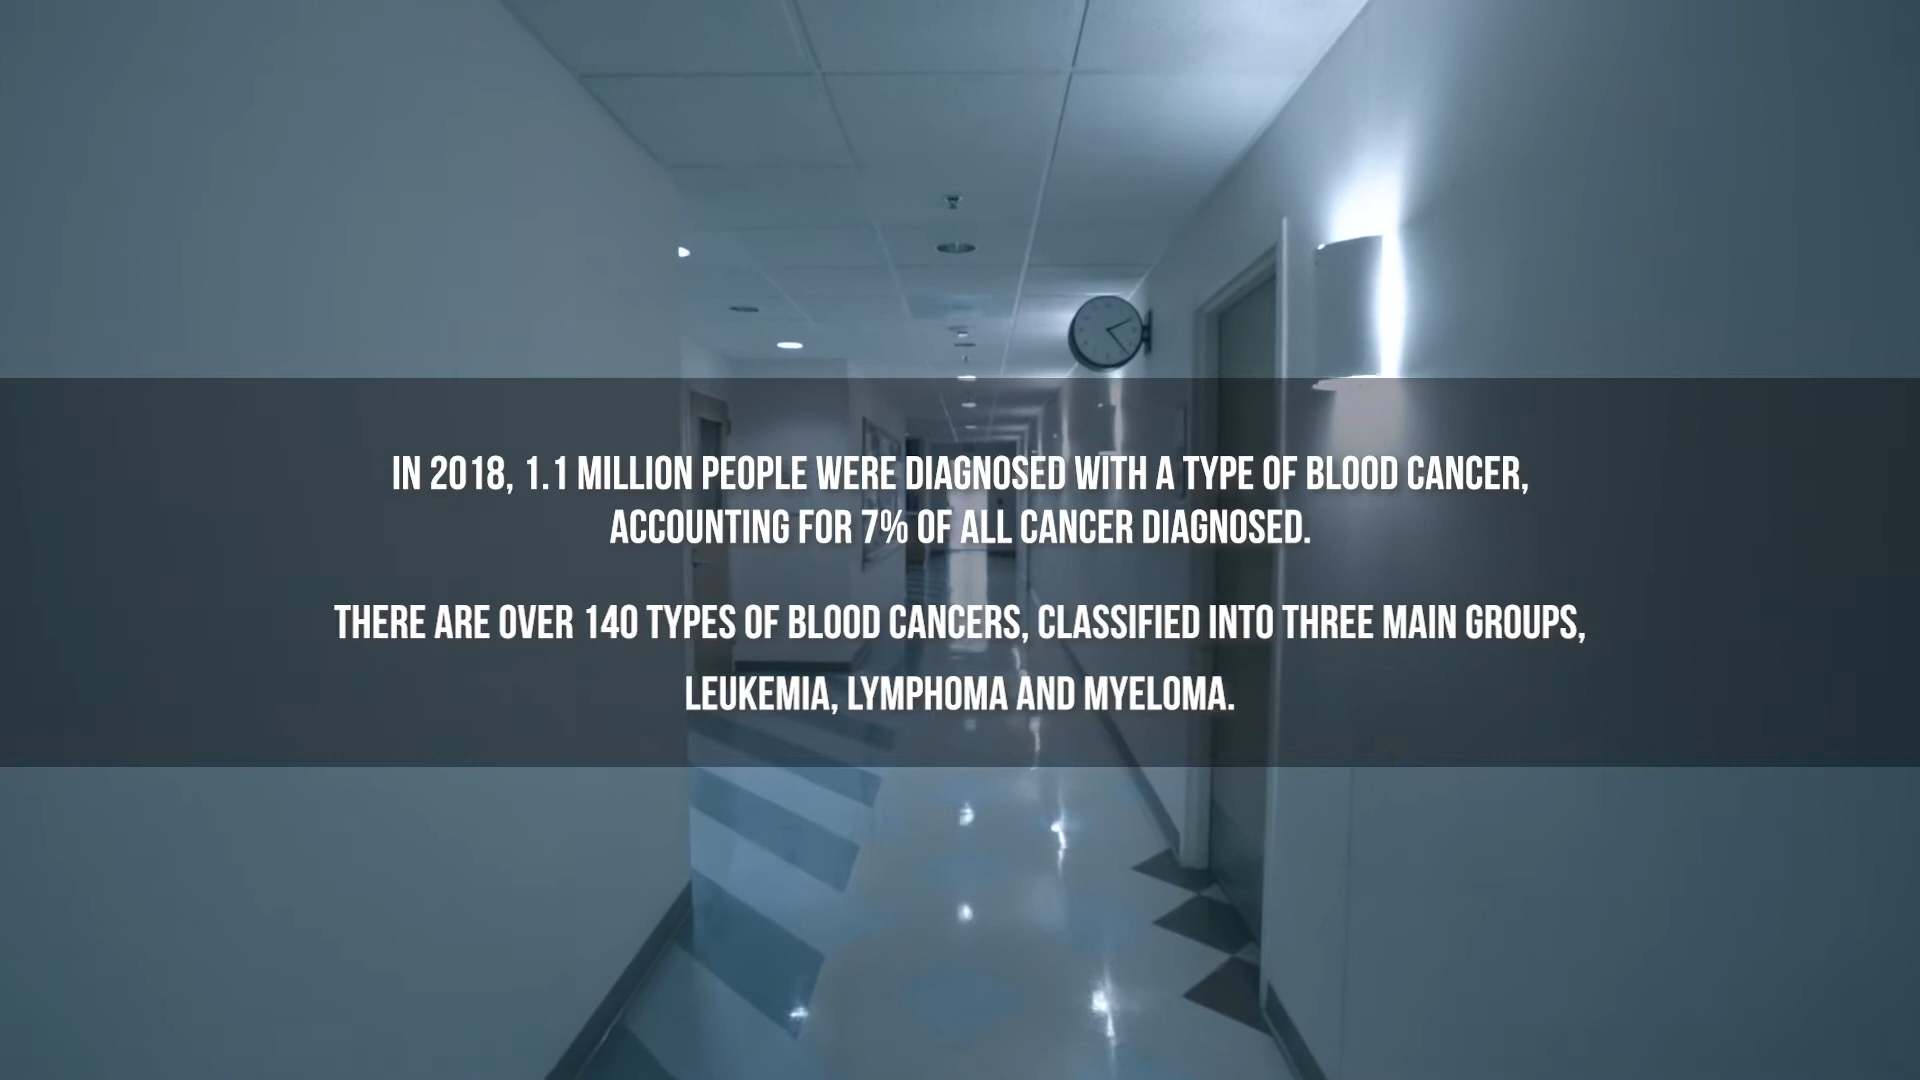 IN 2018, 1.1 MILLION PEOPLE WERE DIAGNOSED WITH A TYPE OF BLOOD CANCER,
ACCOUNTING FOR 7% OF ALL CANCER DIAGNOSED.
THERE ARE OVER 140 TYPES OF BLOOD CANCERS, CLASSIFIED INTO THREE MAIN GROUPS,
LEUKEMIA, LYMPHOMA AND MYELOMA.